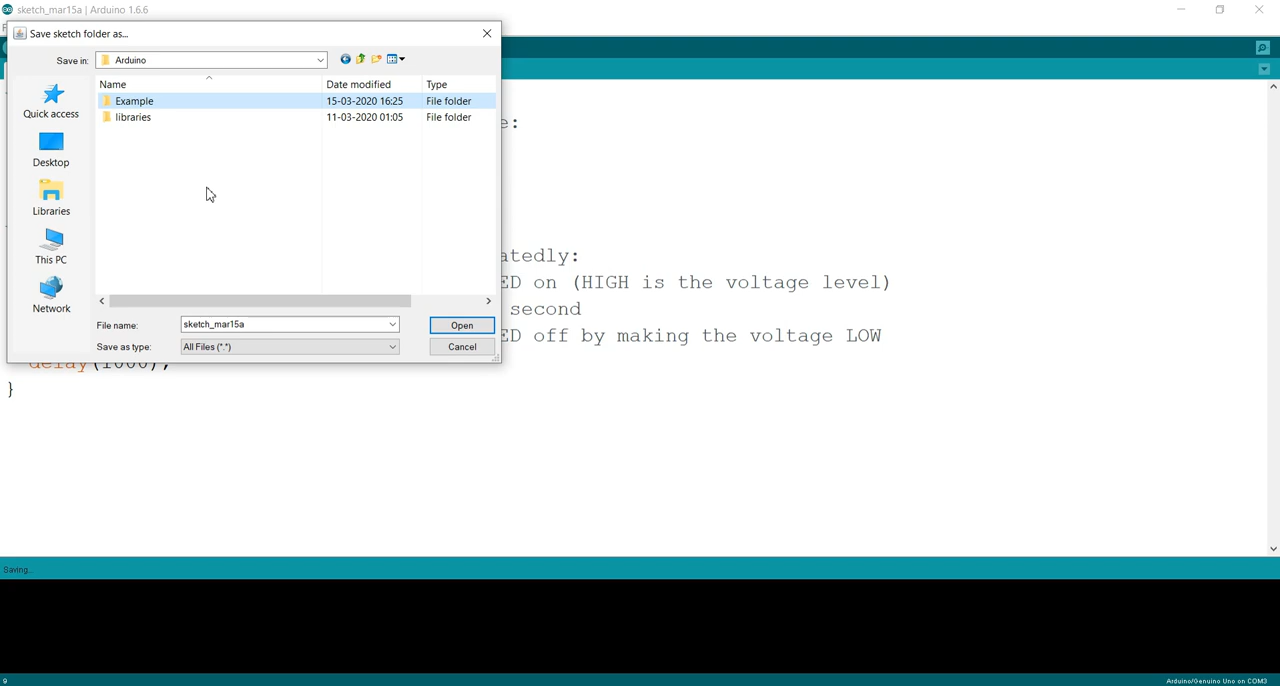 sketch_mar15a | Arduino 1.6.6
Save sketch folder as...
Save in:
Arduino
Name
Date modified
Type
Example
15-03-2020 16:25
File folder
libraries
11-03-2020 01:05
File folder
Quick access
Desktop
Libraries
This PC
Network
File name:
sketch_mar15a
Open
Save as type:
All Files (*.*)
Cancel
e:
atedly:
ED on (HIGH is the voltage level)
second
ED off by making the voltage LOW
delay(1000);
}
Saving...
9
Arduino/Genuino Uno on COM3